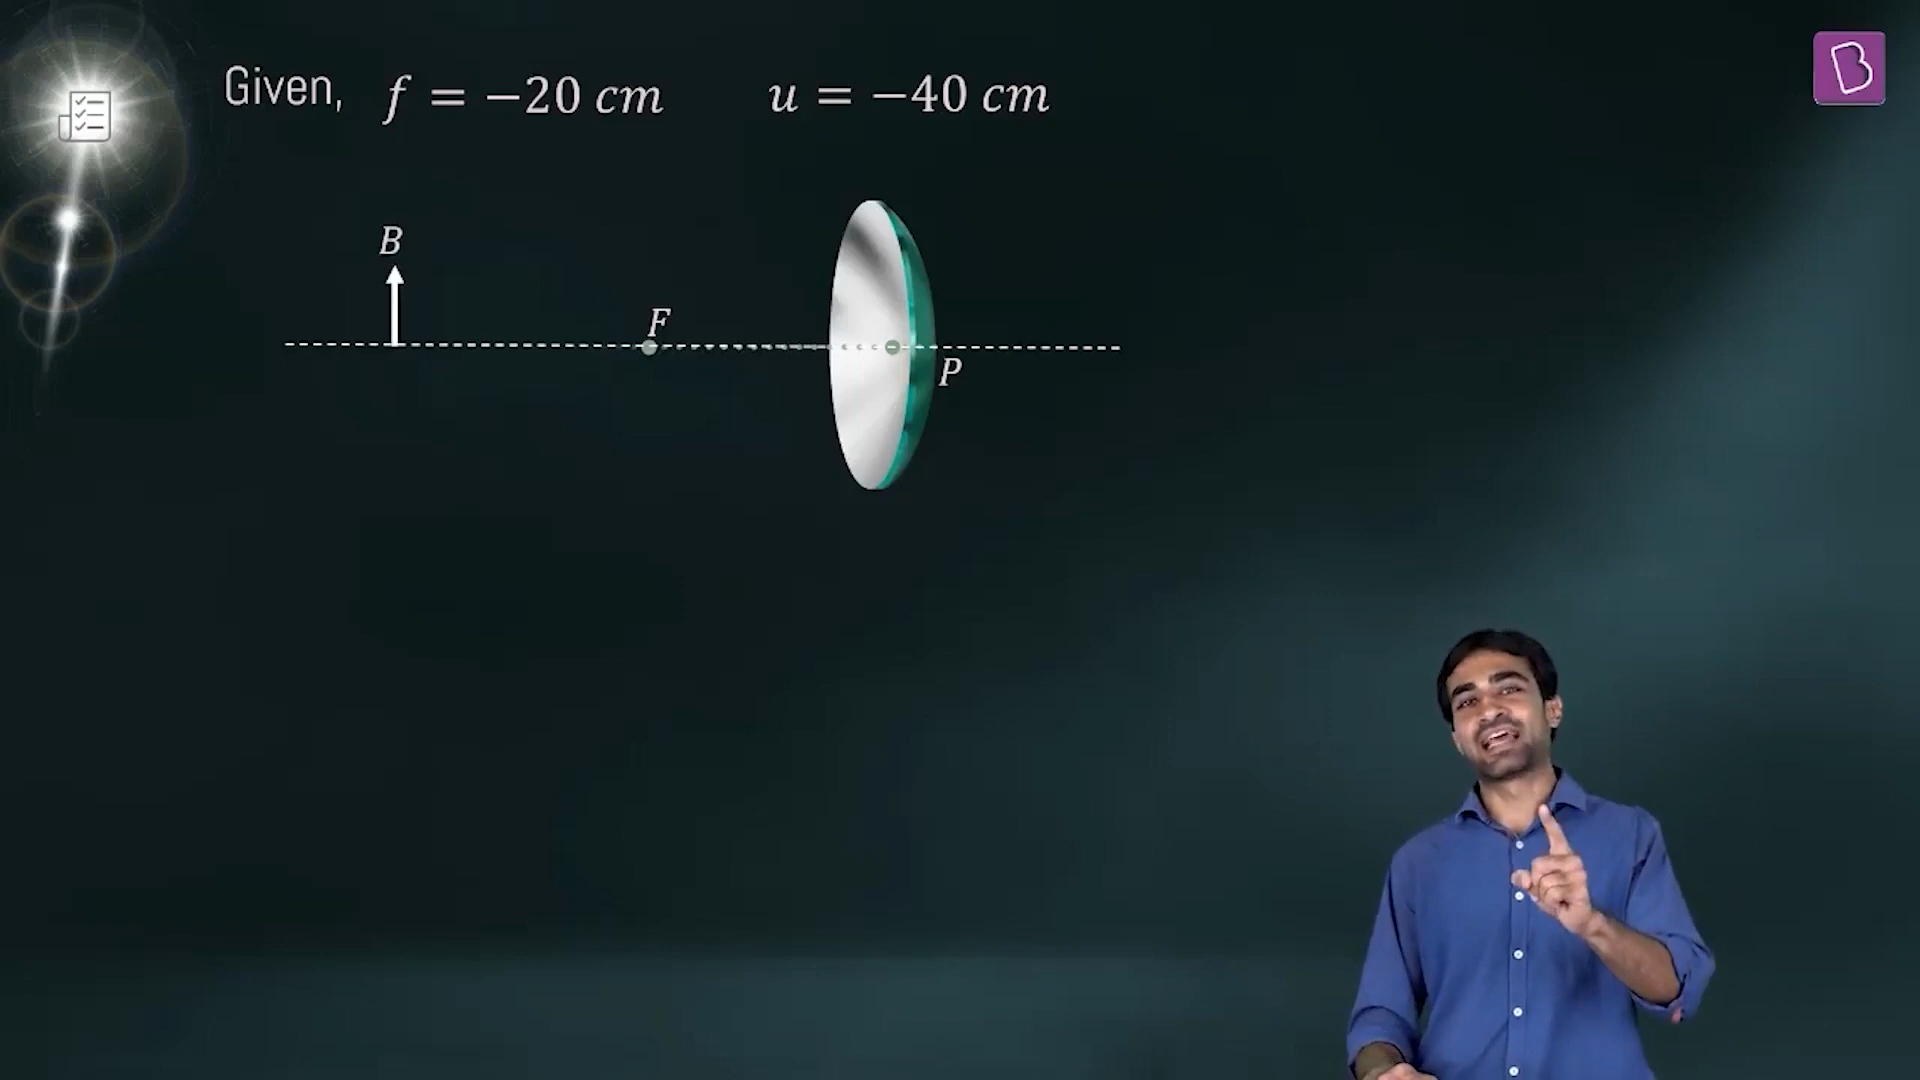 Given, f = −20 cm u = −40 cm
B
F
P
B